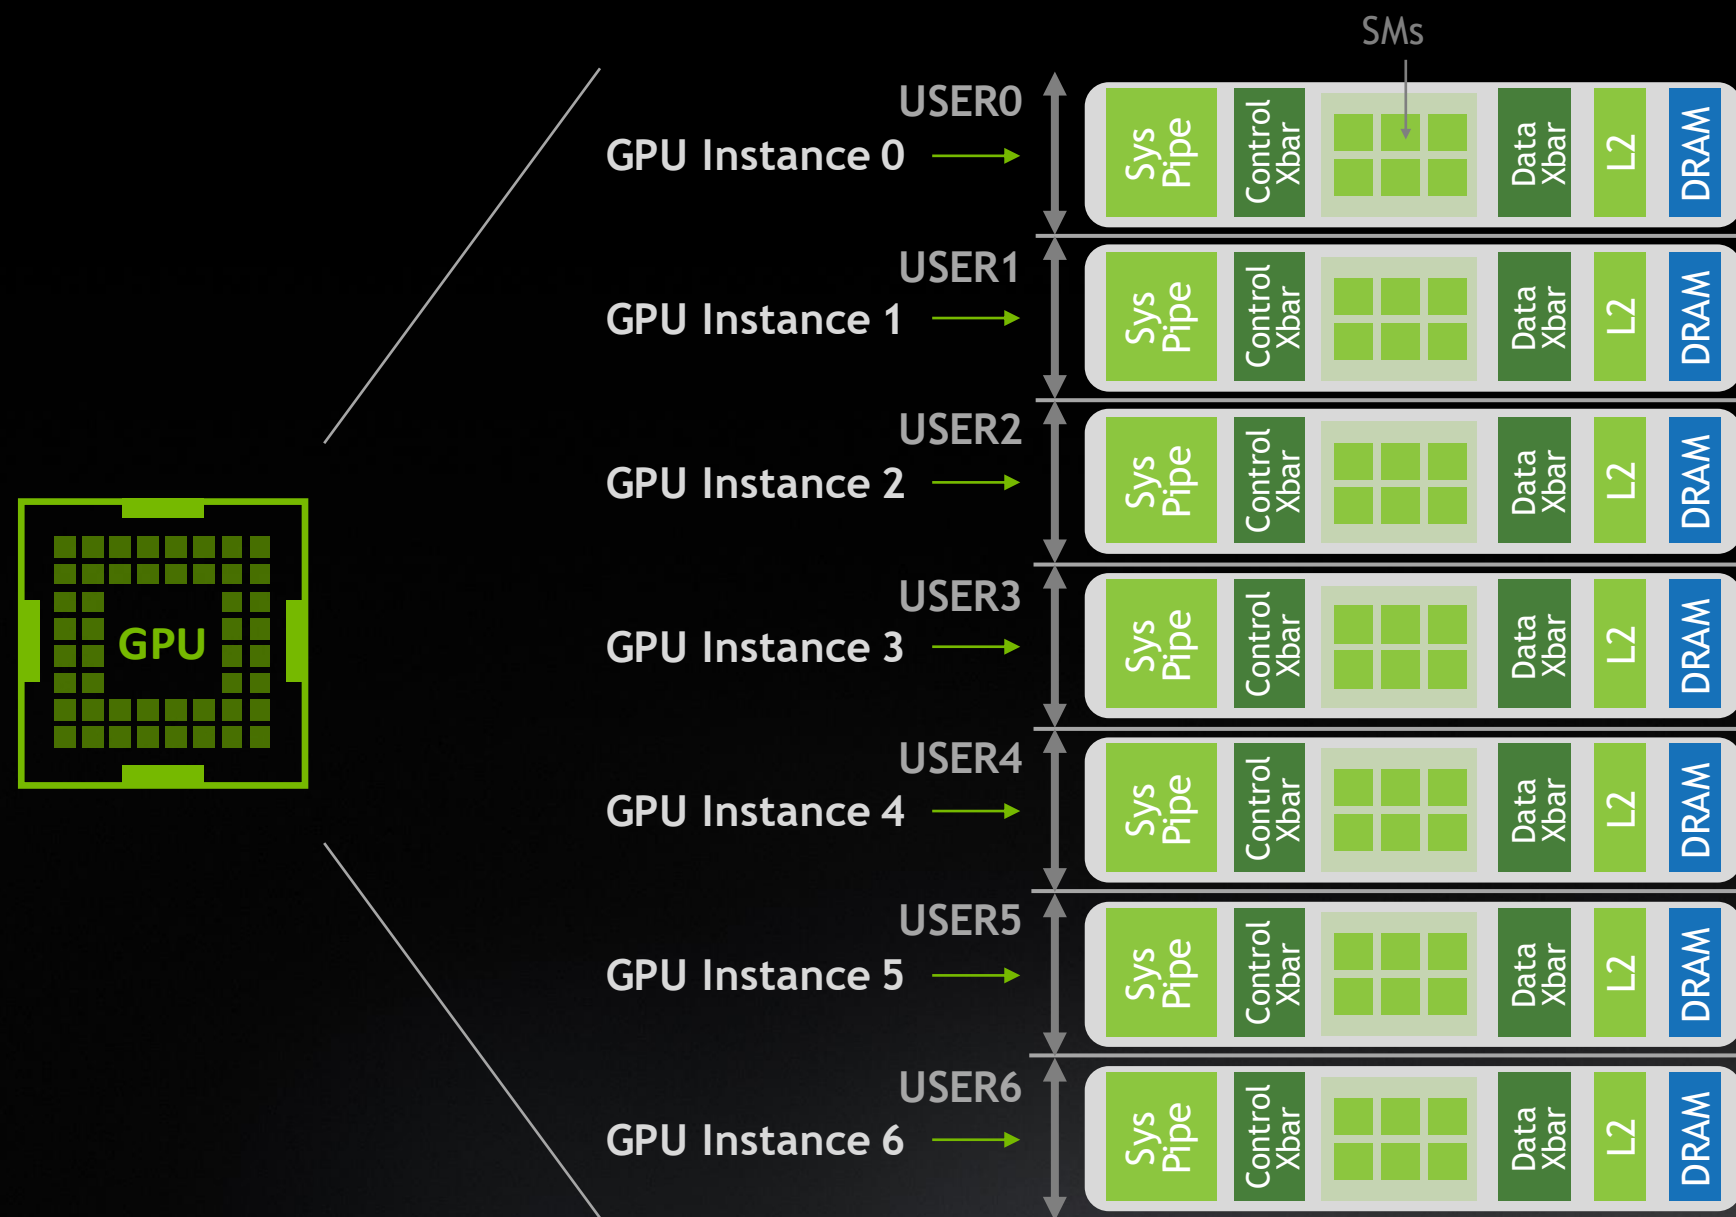 SMs
USER0
GPU Instance 0
Sys
Pipe
Control
Xbar
Data
Xbar
L2
DRAM
USER1
GPU Instance 1
Sys
Pipe
Control
Xbar
Data
Xbar
L2
DRAM
USER2
GPU Instance 2
Sys
Pipe
Control
Xbar
Data
Xbar
L2
DRAM
USER3
GPU Instance 3
Sys
Pipe
Control
Xbar
Data
Xbar
L2
DRAM
GPU
USER4
GPU Instance 4
Sys
Pipe
Control
Xbar
Data
Xbar
L2
DRAM
USER5
GPU Instance 5
Sys
Pipe
Control
Xbar
Data
Xbar
L2
DRAM
USER6
GPU Instance 6
Sys
Pipe
Control
Xbar
Data
Xbar
L2
DRAM